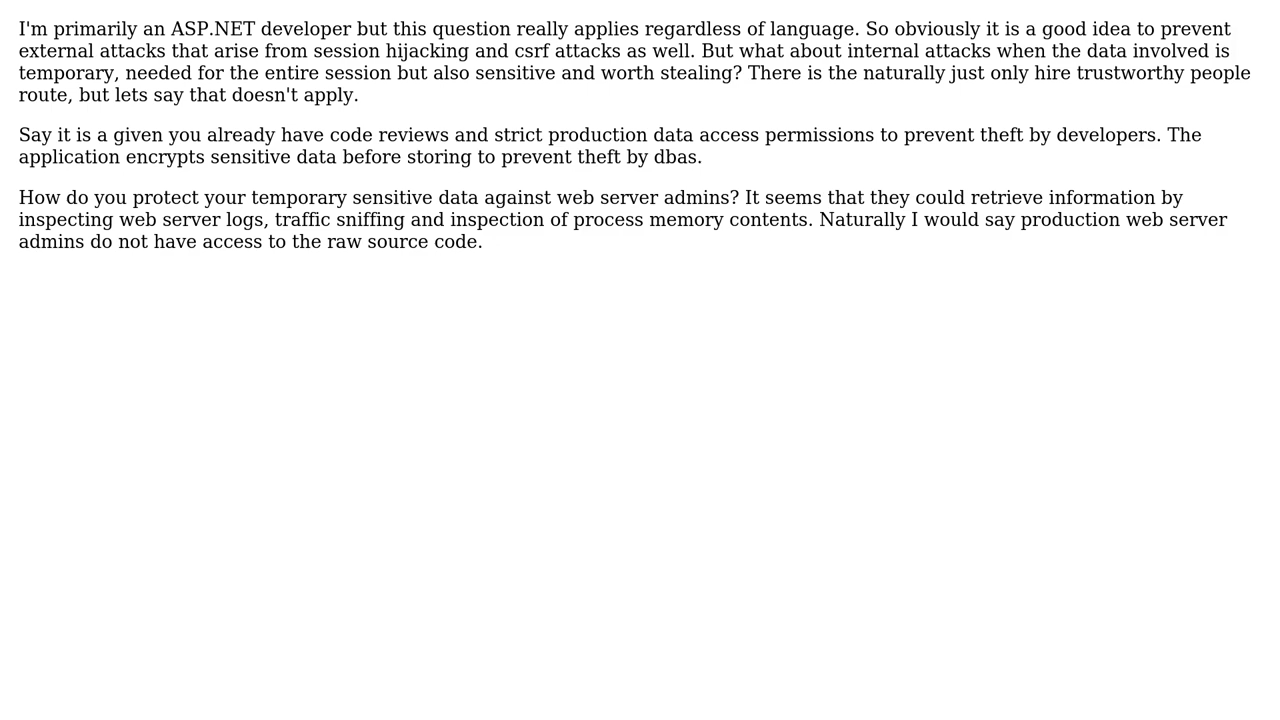 I'm primarily an ASP.NET developer but this question really applies regardless of language. So obviously it is a good idea to prevent
external attacks that arise from session hijacking and csrf attacks as well. But what about internal attacks when the data involved is
temporary, needed for the entire session but also sensitive and worth stealing? There is the naturally just only hire trustworthy people
route, but lets say that doesn't apply.
Say it is a given you already have code reviews and strict production data access permissions to prevent theft by developers. The
application encrypts sensitive data before storing to prevent theft by dbas.
How do you protect your temporary sensitive data against web server admins? It seems that they could retrieve information by
inspecting web server logs, traffic sniffing and inspection of process memory contents. Naturally I would say production web server
admins do not have access to the raw source code.